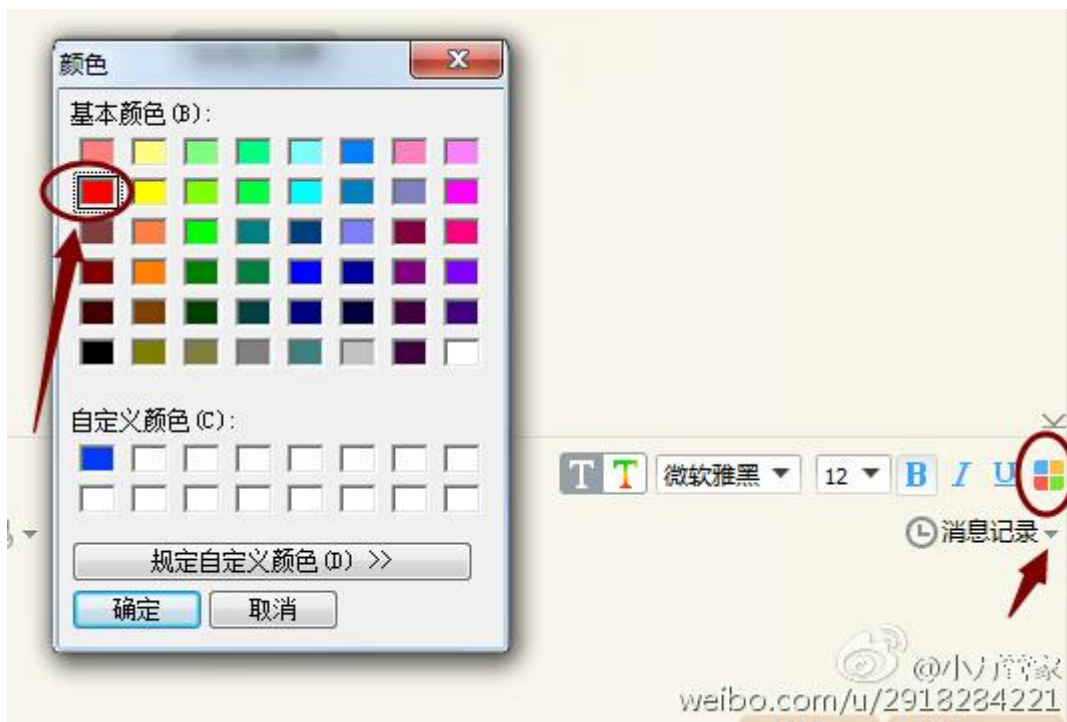 颜色
基本颜色(B):
自定义颜色(C):
规定自定义颜色(D) >>
确定
取消
T T 微软雅黑 12 B I U
消息记录
weibo.com/u/2918284221